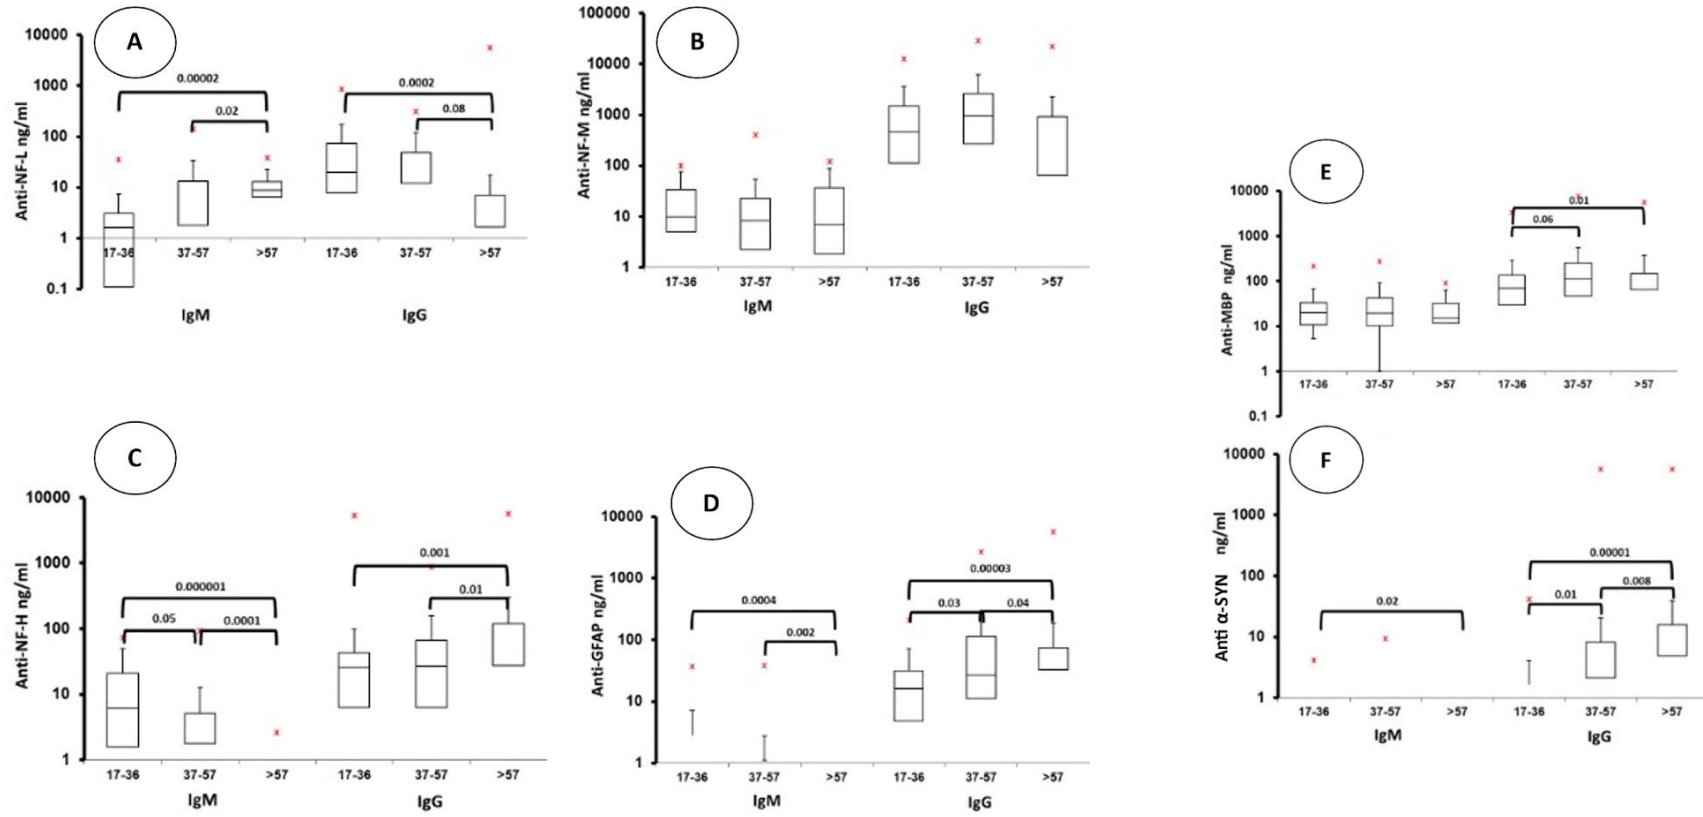 A
Anti-NF-L ng/ml
10000
1000
100
10
1
0.1
0.00002
0.02
0.0002
0.08
17-36 37-57 >57 17-36 37-57 >57
IgM IgG
B
Anti-NF-M ng/ml
100000
10000
1000
100
10
1
17-36 37-57 >57 17-36 37-57 >57
IgM IgG
E
Anti-MBP ng/ml
10000
1000
100
10
1
0.1
0.01
0.06
17-36 37-57 >57 17-36 37-57 >57
C
Anti-NF-H ng/ml
10000
1000
100
10
1
0.000001
0.05 0.0001
0.001
0.01
17-36 37-57 >57 17-36 37-57 >57
IgM IgG
D
Anti-GFAP ng/ml
10000
1000
100
10
1
0.0004
0.002
0.00003
0.03 0.04
17-36 37-57 >57 17-36 37-57 >57
IgM IgG
F
Anti α-SYN ng/ml
10000
1000
100
10
1
0.02
0.00001
0.01 0.008
17-36 37-57 >57 17-36 37-57 >57
IgM IgG